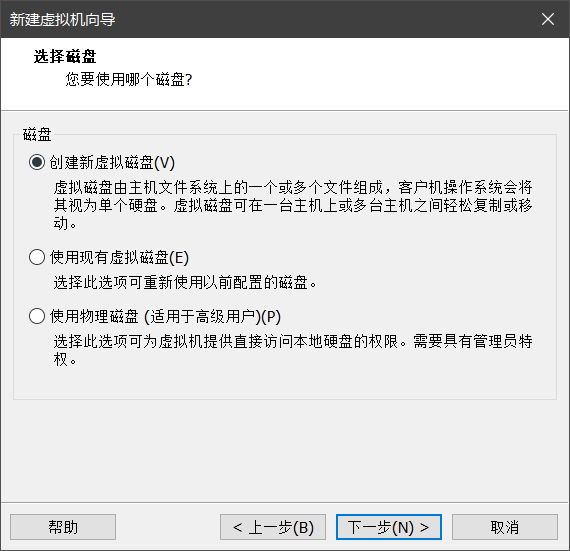 新建虚拟机向导
选择磁盘
您要使用哪个磁盘?
磁盘
创建新虚拟磁盘(V)
虚拟磁盘由主机文件系统上的一个或多个文件组成，客户机操作系统会将
其视为单个硬盘。虚拟磁盘可在一台主机上或多台主机之间轻松复制或移
动。
使用现有虚拟磁盘(E)
选择此选项可重新使用以前配置的磁盘。
使用物理磁盘 (适用于高级用户)(P)
选择此选项可为虚拟机提供直接访问本地硬盘的权限。需要具有管理员特
权。
帮助
< 上一步(B)
下一步(N) >
取消